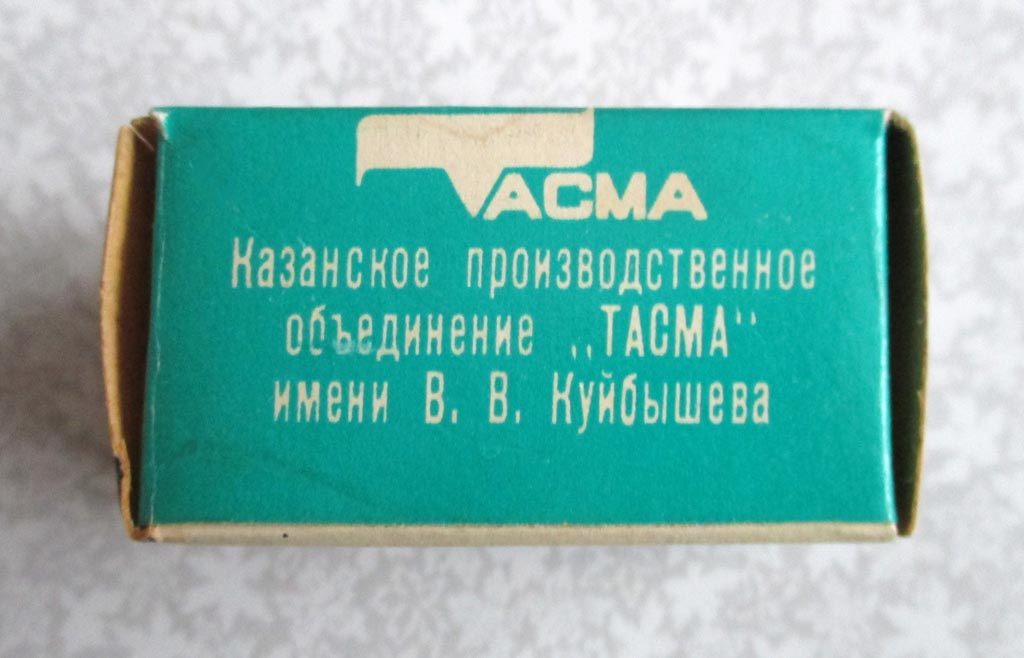 ТАСМА
Казанское производственное
объединение „ТАСМА“
имени В. В. Куйбышева